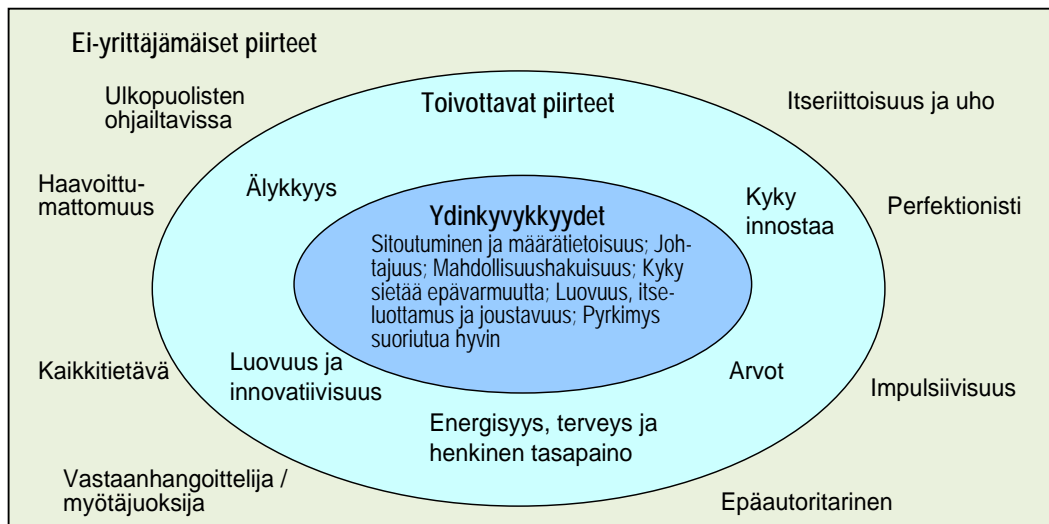 Ei-yrittäjämäiset piirteet
Ulkopuolisten
ohjailtavissa
Toivottavat piirteet
Itseriittoisuus ja uho
Haavoittu-
mattomuus
Älykkyys
Kyky
innostaa
Perfektionisti
Ydinkyvykkyydet
Sitoutuminen ja määrätietoisuus; Joh-
tajuus; Mahdollisuushakuisuus; Kyky
sietää epävarmuutta; Luovuus, itse-
luottamus ja joustavuus; Pyrkimys
suoriutua hyvin
Kaikkitietävä
Luovuus ja
innovatiivisuus
Arvot
Impulsiivisuus
Energisyys, terveys ja
henkinen tasapaino
Vastaanhangoittelija /
myötäjuoksija
Epäautoritarinen